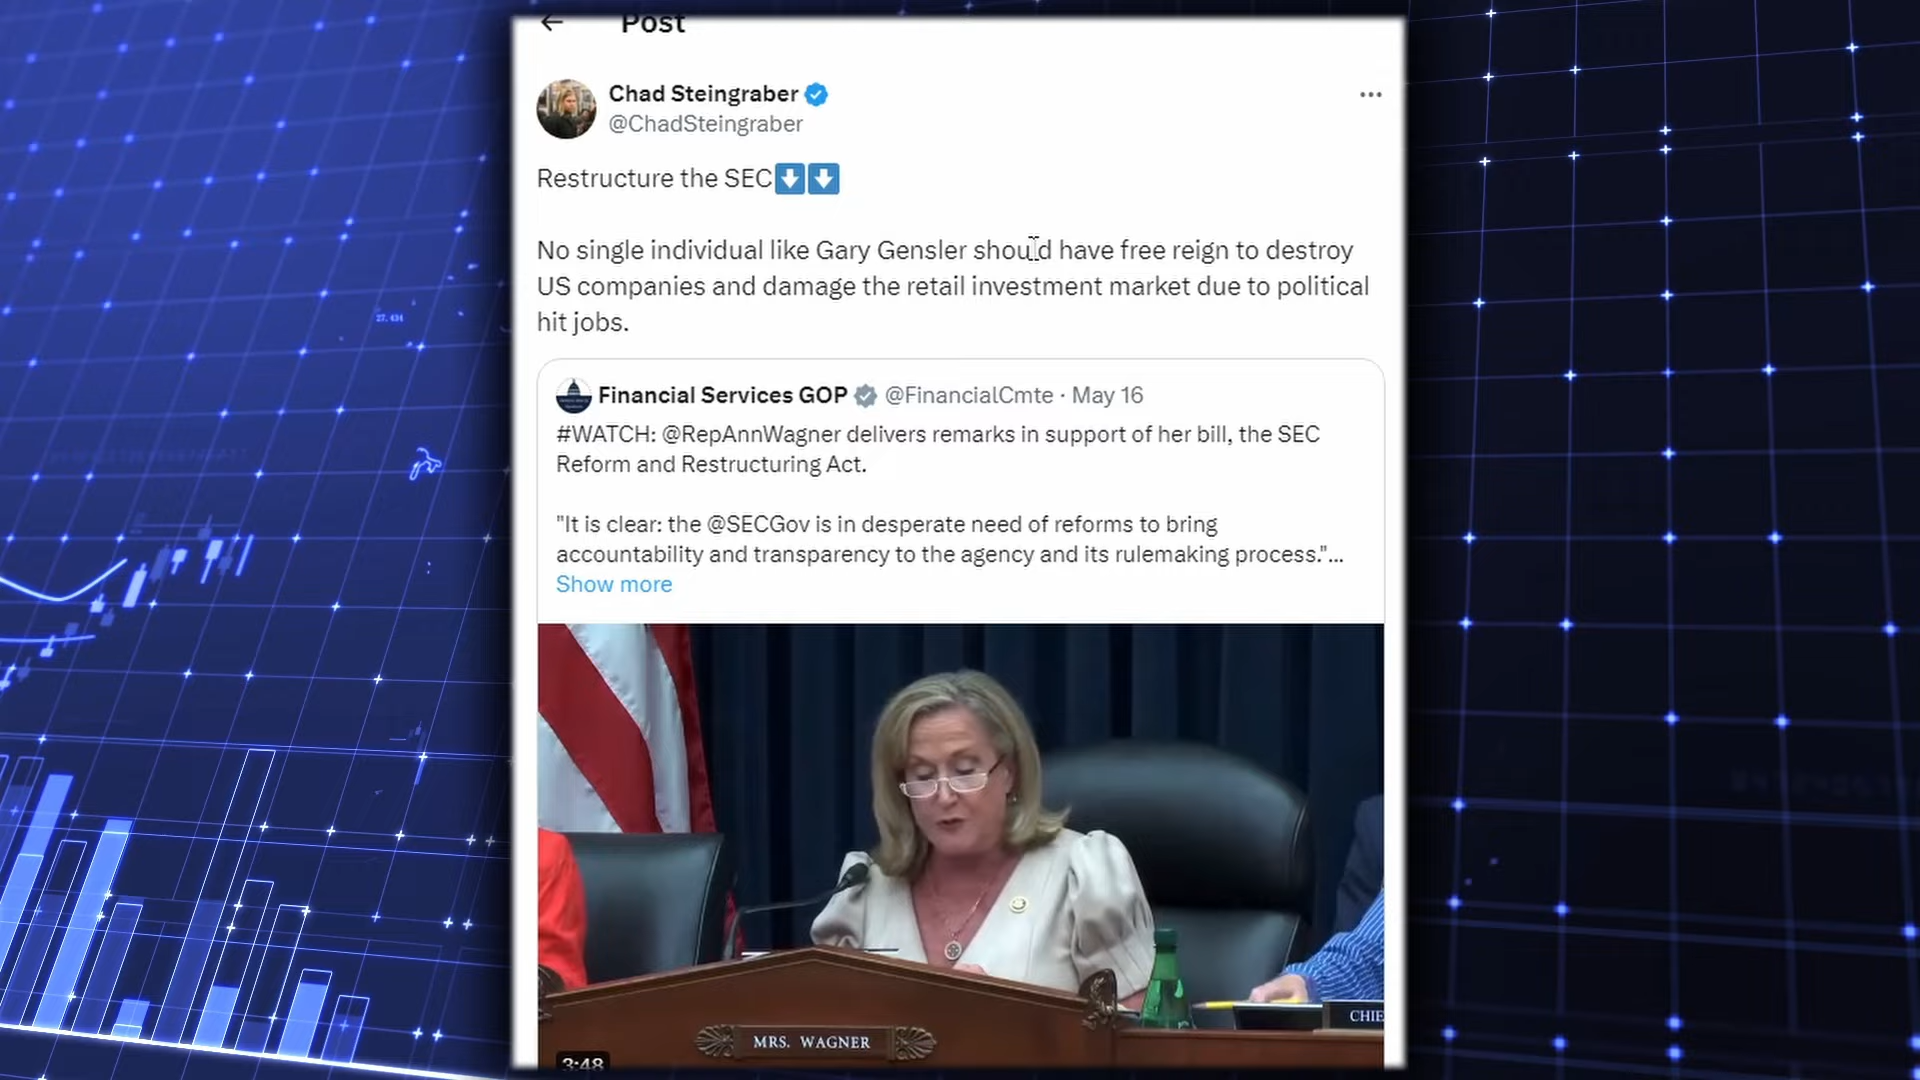 Post
Chad Steingraber
@ChadSteingraber
Restructure the SEC⬇️⬇️
No single individual like Gary Gensler should have free reign to destroy
US companies and damage the retail investment market due to political
hit jobs.
Financial Services GOP @FinancialCmte · May 16
#WATCH: @RepAnnWagner delivers remarks in support of her bill, the SEC
Reform and Restructuring Act.
"It is clear: the @SECGov is in desperate need of reforms to bring
accountability and transparency to the agency and its rulemaking process."...
Show more
27.434
CHIE
MRS. WAGNER
3:48